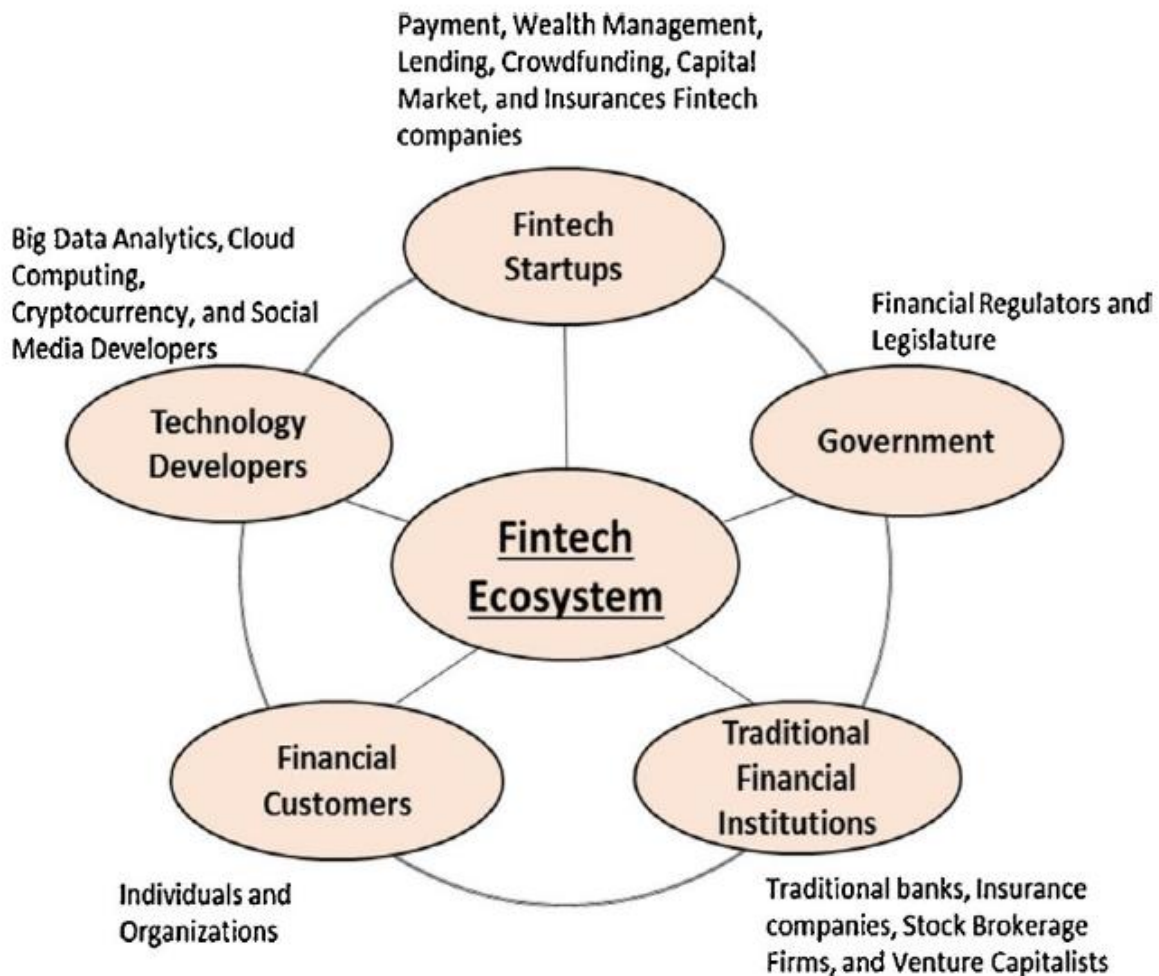 Payment, Wealth Management,
Lending, Crowdfunding, Capital
Market, and Insurances Fintech
companies
Fintech
Startups
Big Data Analytics, Cloud
Computing,
Cryptocurrency, and Social
Media Developers
Financial Regulators and
Legislature
Technology
Developers
Government
Fintech
Ecosystem
Financial
Customers
Traditional
Financial
Institutions
Individuals and
Organizations
Traditional banks, Insurance
companies, Stock Brokerage
Firms, and Venture Capitalists